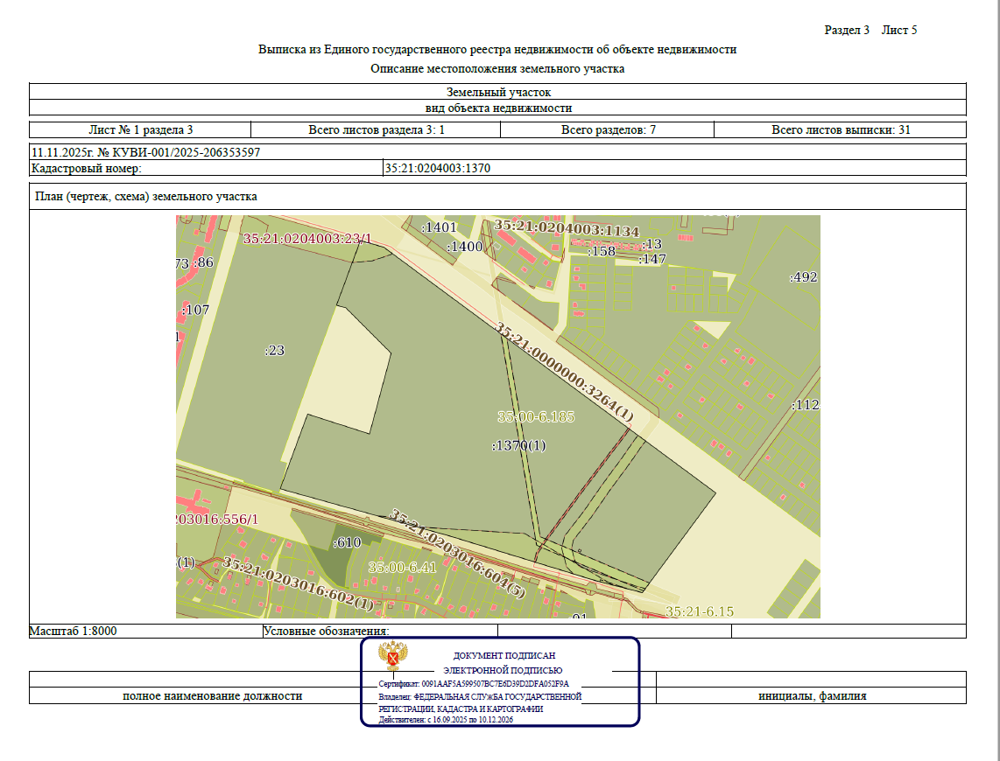 Раздел 3 Лист 5
Выписка из Единого государственного реестра недвижимости об объекте недвижимости
Описание местоположения земельного участка
Земельный участок
вид объекта недвижимости
Лист № 1 раздела 3
Всего листов раздела 3: 1
Всего разделов: 7
Всего листов выписки: 31
11.11.2025г. № КУВИ-001/2025-206353597
Кадастровый номер:
35:21:0204003:1370
План (чертеж, схема) земельного участка
:1401
35:21:0204003:1134
35:21:0204003:23/1
:1400
:13
:158
:147
73
:86
:492
:107
:23
35:21:0000000:3264(1)
:112
35:00-6.185
:1370(1)
203016:556/1
35:21:0203016:604(5)
:610
(1)
35:21:0203016:602(1)
35:00-6.41
35:21-6.15
Масштаб 1:8000
Условные обозначения:
ДОКУМЕНТ ПОДПИСАН
ЭЛЕКТРОННОЙ ПОДПИСЬЮ
Сертификат: 0091AAF5A599507BC7E6D39D2DFA052F9A
Владелец: ФЕДЕРАЛЬНАЯ СЛУЖБА ГОСУДАРСТВЕННОЙ
РЕГИСТРАЦИИ, КАДАСТРА И КАРТОГРАФИИ
Действителен: с 16.09.2025 по 10.12.2026
полное наименование должности
инициалы, фамилия